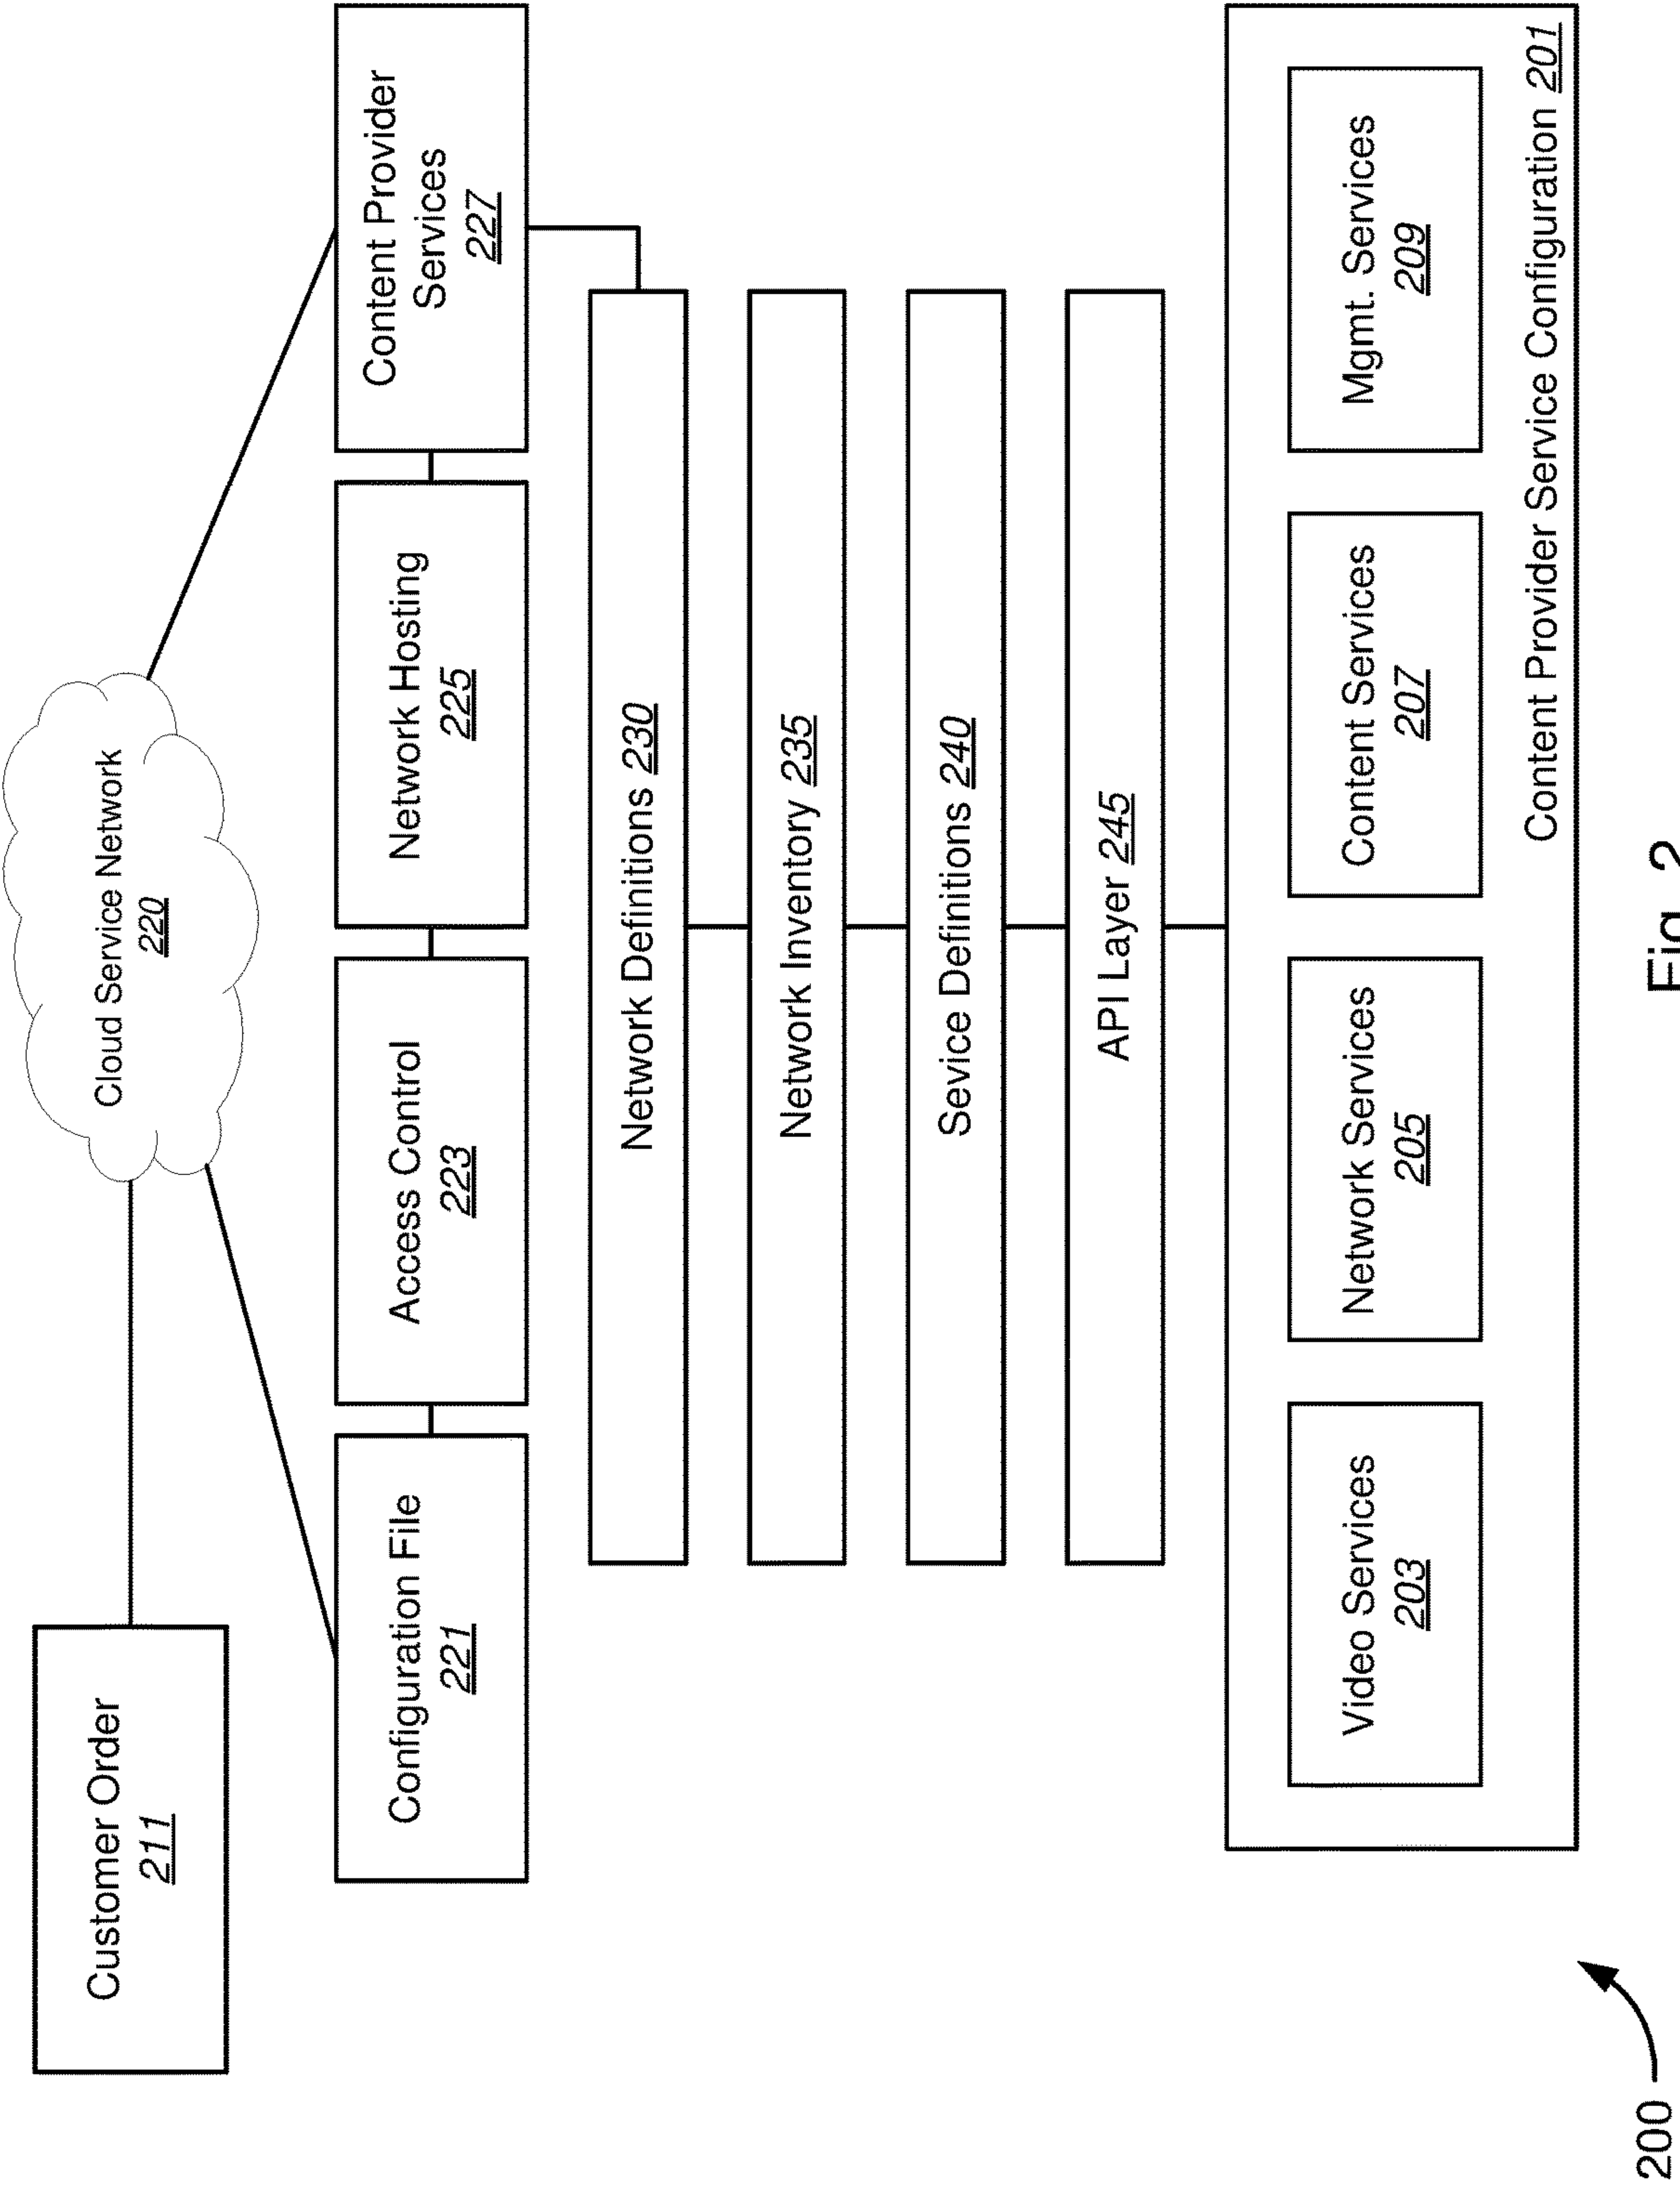 Customer Order
211
Cloud Service Network
220
Configuration File
221
Access Control
223
Network Hosting
225
Content Provider
Services
227
Network Definitions 230
Network Inventory 235
Sevice Definitions 240
API Layer 245
Video Services
203
Network Services
205
Content Services
207
Mgmt. Services
209
Content Provider Service Configuration 201
200
Fig. 2